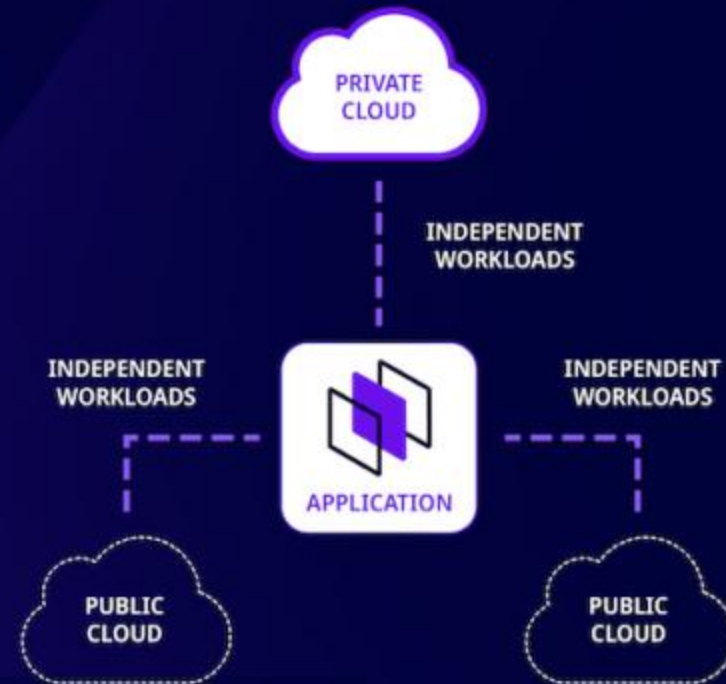 PRIVATE
CLOUD
INDEPENDENT
WORKLOADS
INDEPENDENT
WORKLOADS
INDEPENDENT
WORKLOADS
APPLICATION
PUBLIC
CLOUD
PUBLIC
CLOUD